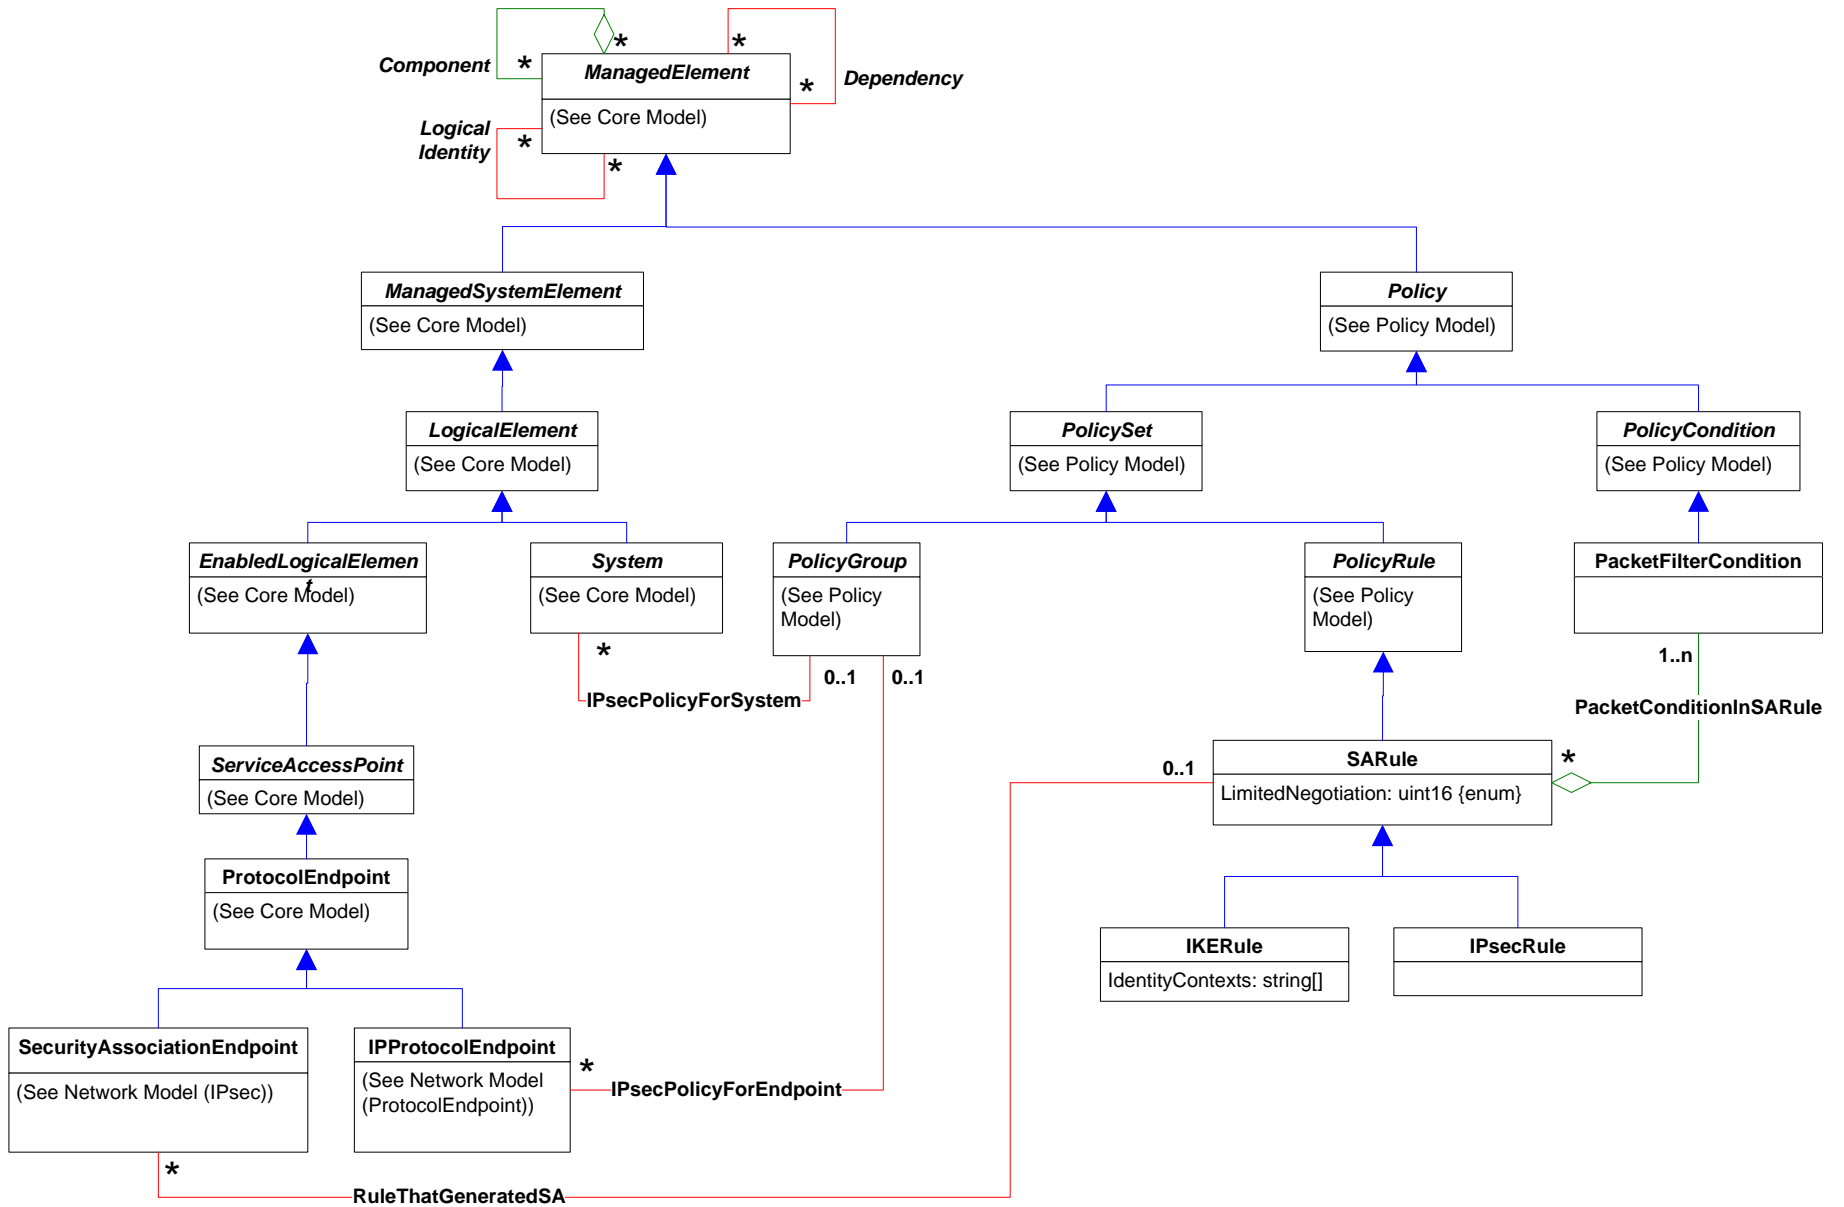 Component
*
*
ManagedElement
(See Core Model)
*
*
Dependency
Logical
Identity
*
*
ManagedSystemElement
(See Core Model)
Policy
(See Policy Model)
LogicalElement
(See Core Model)
PolicySet
(See Policy Model)
PolicyCondition
(See Policy Model)
EnabledLogicalElemen
t
(See Core Model)
System
(See Core Model)
PolicyGroup
(See Policy
Model)
PolicyRule
(See Policy
Model)
PacketFilterCondition
*
0..1
0..1
IPsecPolicyForSystem
1..n
PacketConditionInSARule
ServiceAccessPoint
(See Core Model)
0..1
SARule
LimitedNegotiation: uint16 {enum}
*
ProtocolEndpoint
(See Core Model)
IKERule
IdentityContexts: string[]
IPsecRule
SecurityAssociationEndpoint
(See Network Model (IPsec))
IPProtocolEndpoint
(See Network Model
(ProtocolEndpoint))
*
IPsecPolicyForEndpoint
*
RuleThatGeneratedSA